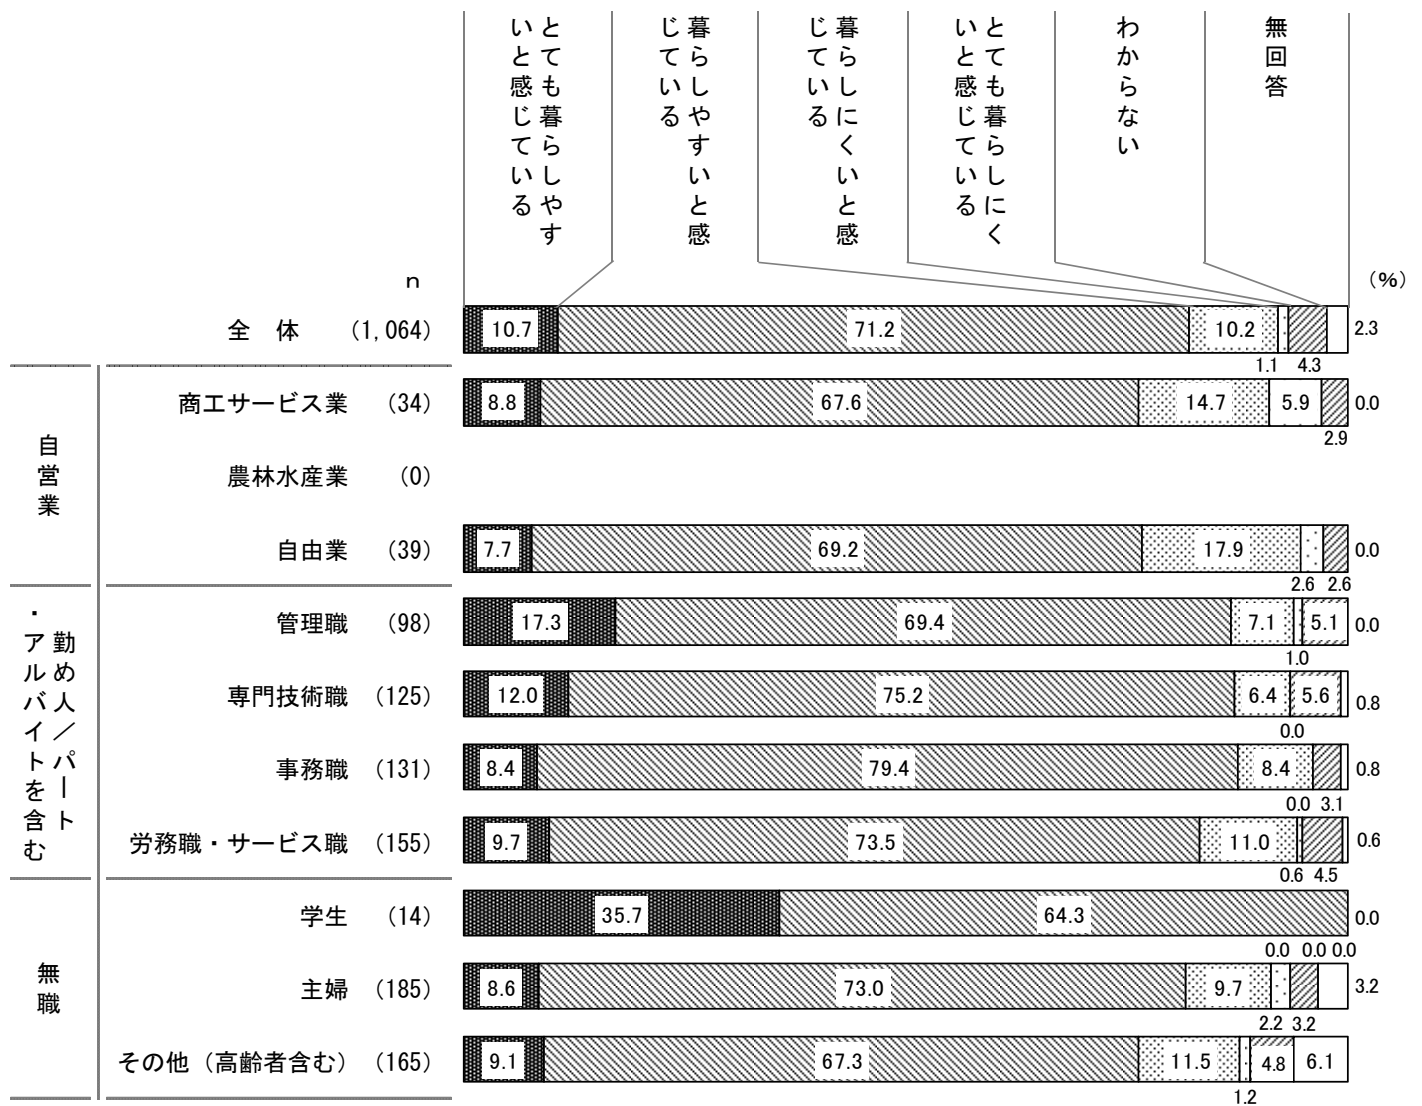 とても暮らしやす
いと感じている
暮らしやすいと感
じている
暮らしにくいと感
じている
とても暮らしにく
いと感じている
わからない
無回答
n
(%)
全　体　(1,064) 10.7 71.2 10.2 2.3
1.1 4.3
自営業
商工サービス業　(34) 8.8 67.6 14.7 5.9 0.0
2.9
農林水産業　(0)
自由業　(39) 7.7 69.2 17.9 0.0
2.6 2.6
勤め人／パート
・アルバイトを含む
管理職　(98) 17.3 69.4 7.1 5.1 0.0
1.0
専門技術職　(125) 12.0 75.2 6.4 5.6 0.8
0.0
事務職　(131) 8.4 79.4 8.4 0.8
0.0 3.1
労務職・サービス職　(155) 9.7 73.5 11.0 0.6
0.6 4.5
無職
学生　(14) 35.7 64.3 0.0
0.0 0.0 0.0
主婦　(185) 8.6 73.0 9.7 3.2
2.2 3.2
その他（高齢者含む）(165) 9.1 67.3 11.5 4.8 6.1
1.2